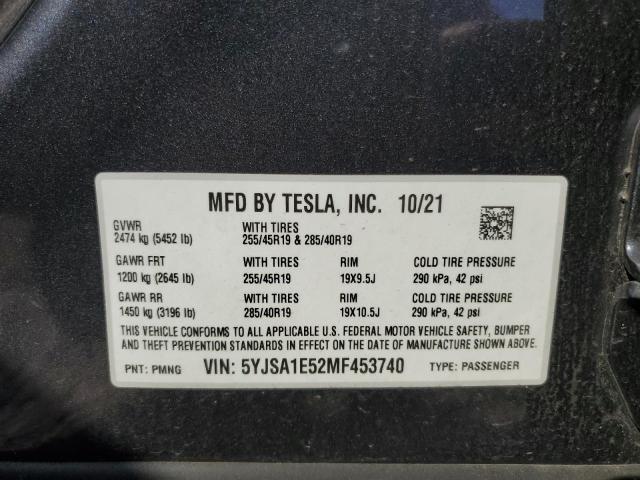 MFD BY TESLA, INC. 10/21
GVWR WITH TIRES
2474 kg (5452 lb) 255/45R19 & 285/40R19
GAWR FRT WITH TIRES RIM COLD TIRE PRESSURE
1200 kg (2645 lb) 255/45R19 19X9.5J 290 kPa, 42 psi
GAWR RR WITH TIRES RIM COLD TIRE PRESSURE
1450 kg (3196 lb) 285/40R19 19X10.5J 290 kPa, 42 psi
THIS VEHICLE CONFORMS TO ALL APPLICABLE U.S. FEDERAL MOTOR VEHICLE SAFETY, BUMPER
AND THEFT PREVENTION STANDARDS IN EFFECT ON THE DATE OF MANUFACTURE SHOWN ABOVE.
PNT: PMNG VIN: 5YJSA1E52MF453740 TYPE: PASSENGER